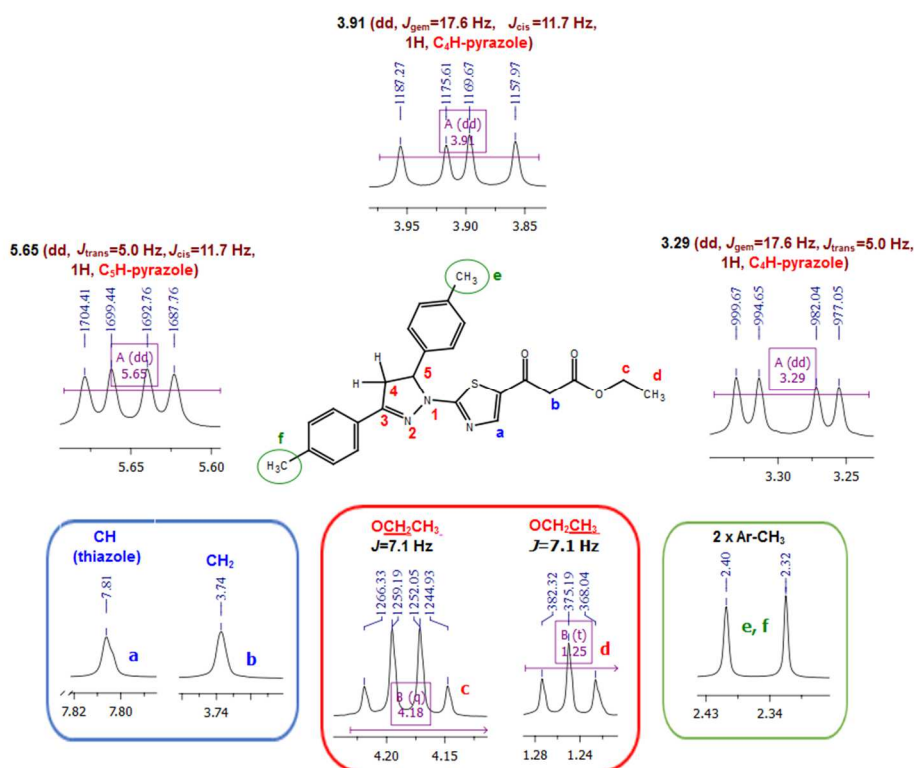 3.91 (dd, Jgem=17.6 Hz, Jcis=11.7 Hz,
1H, C4H-pyrazole)
1187.27
1175.61
1169.67
1157.97
A (dd)
3.91
3.95 3.90 3.85
5.65 (dd, Jtrans=5.0 Hz, Jcis=11.7 Hz,
1H, C5H-pyrazole)
1704.41
1699.44
1692.76
1687.76
A (dd)
5.65
5.65 5.60
3.29 (dd, Jgem=17.6 Hz, Jtrans=5.0 Hz,
1H, C4H-pyrazole)
999.67
994.65
982.04
977.05
A (dd)
3.29
3.30 3.25
CH3 e
H
H
4
5
3
2
1
N
N
S
N
a
O
b
O
O
c
d
CH3
f
H3C
CH
(thiazole)
7.81
a
7.82 7.80
CH2
3.74
b
3.74
OCH2CH3
J=7.1 Hz
1266.33
1259.19
1252.05
1244.93
B (q)
4.18
c
4.20 4.15
OCH2CH3
J=7.1 Hz
382.32
375.19
368.04
B (t)
1.25
d
1.28 1.24
2 x Ar-CH3
2.40
2.32
e, f
2.43 2.34